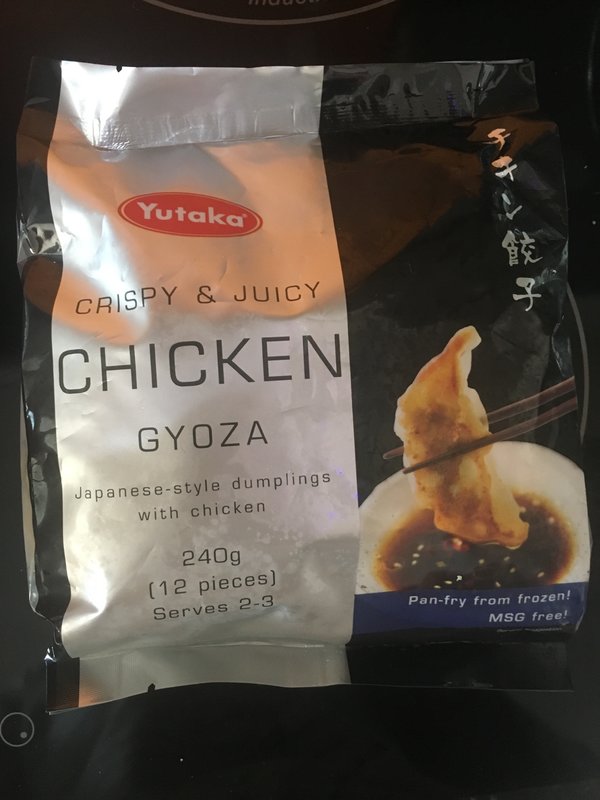 Yutaka
CRISPY & JUICY
CHICKEN
GYOZA
Japanese-style dumplings
with chicken
240g
(12 pieces)
Serves 2-3
チキン餃子
Pan-fry from frozen!
MSG free!